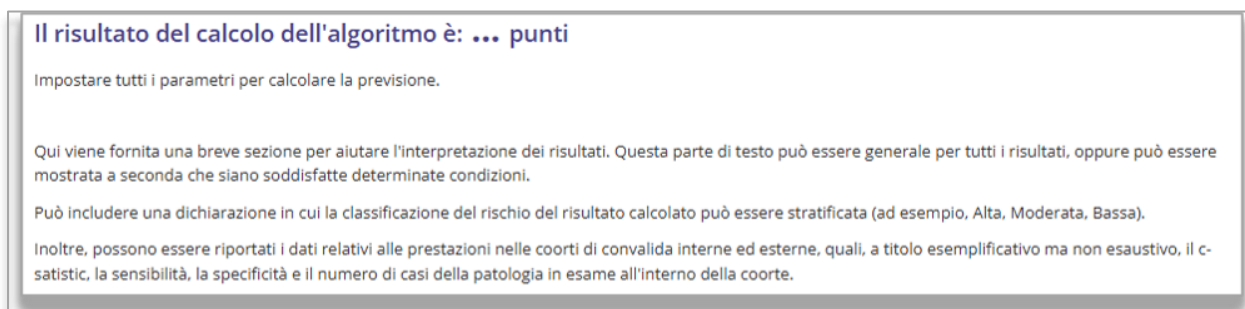 Il risultato del calcolo dell'algoritmo è: ... punti
Impostare tutti i parametri per calcolare la previsione.
Qui viene fornita una breve sezione per aiutare l'interpretazione dei risultati. Questa parte di testo può essere generale per tutti i risultati, oppure può essere
mostrata a seconda che siano soddisfatte determinate condizioni.
Può includere una dichiarazione in cui la classificazione del rischio del risultato calcolato può essere stratificata (ad esempio, Alta, Moderata, Bassa).
Inoltre, possono essere riportati i dati relativi alle prestazioni nelle coorti di convalida interne ed esterne, quali, a titolo esemplificativo ma non esaustivo, il c-
satistic, la sensibilità, la specificità e il numero di casi della patologia in esame all'interno della coorte.